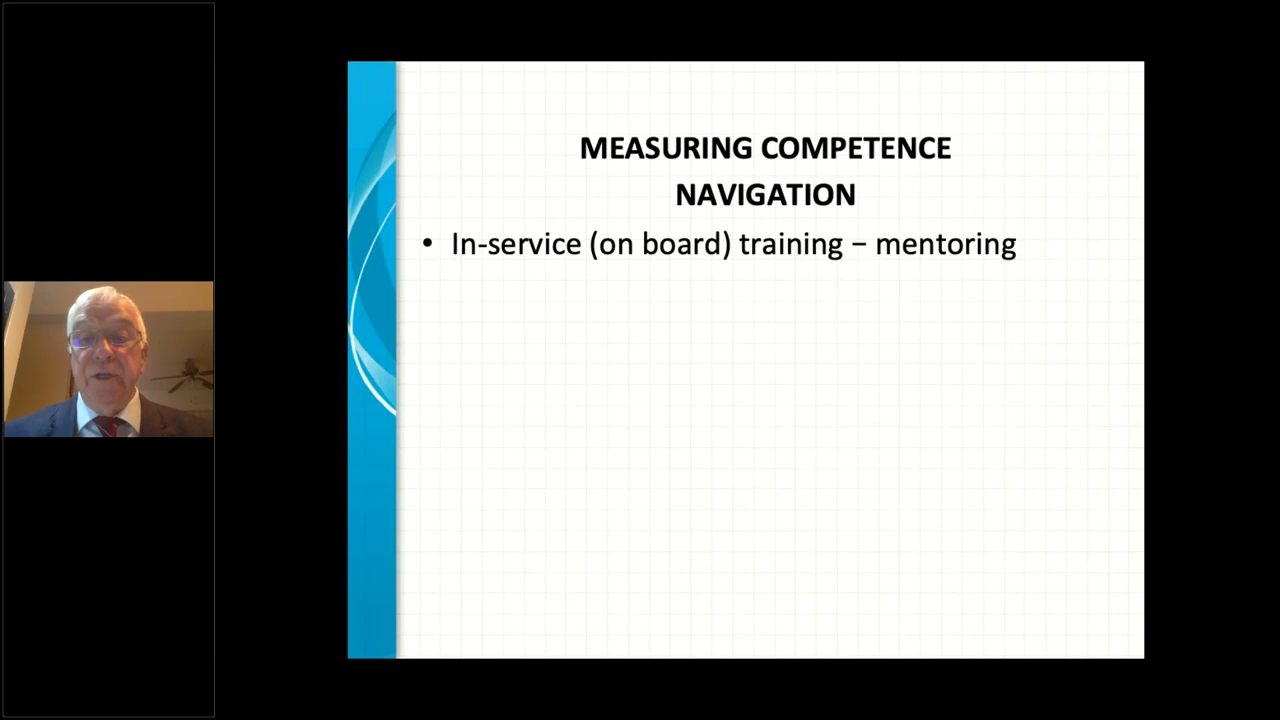 MEASURING COMPETENCE
NAVIGATION
• In-service (on board) training – mentoring